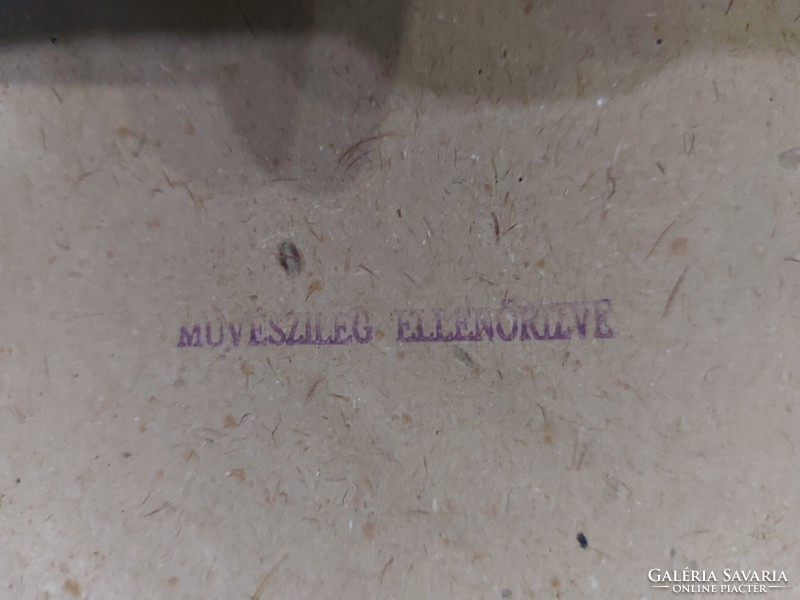 MŰVÉSZILEG ELLENŐRIZVE
GALÉRIA SAVARIA
ONLINE PIACTÉR